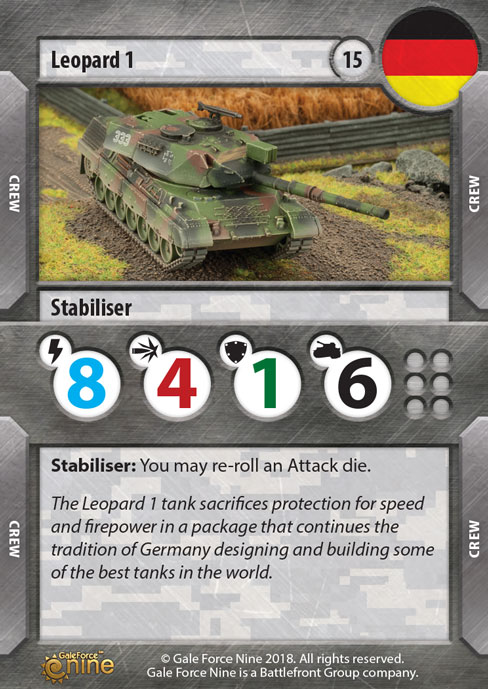 Leopard 1
15
333
CREW
CREW
Stabiliser
8 4 1 6
Stabiliser: You may re-roll an Attack die.
The Leopard 1 tank sacrifices protection for speed
and firepower in a package that continues the
tradition of Germany designing and building some
of the best tanks in the world.
CREW
CREW
GaleForce™
nine
© Gale Force Nine 2018. All rights reserved.
Gale Force Nine is a Battlefront Group company.